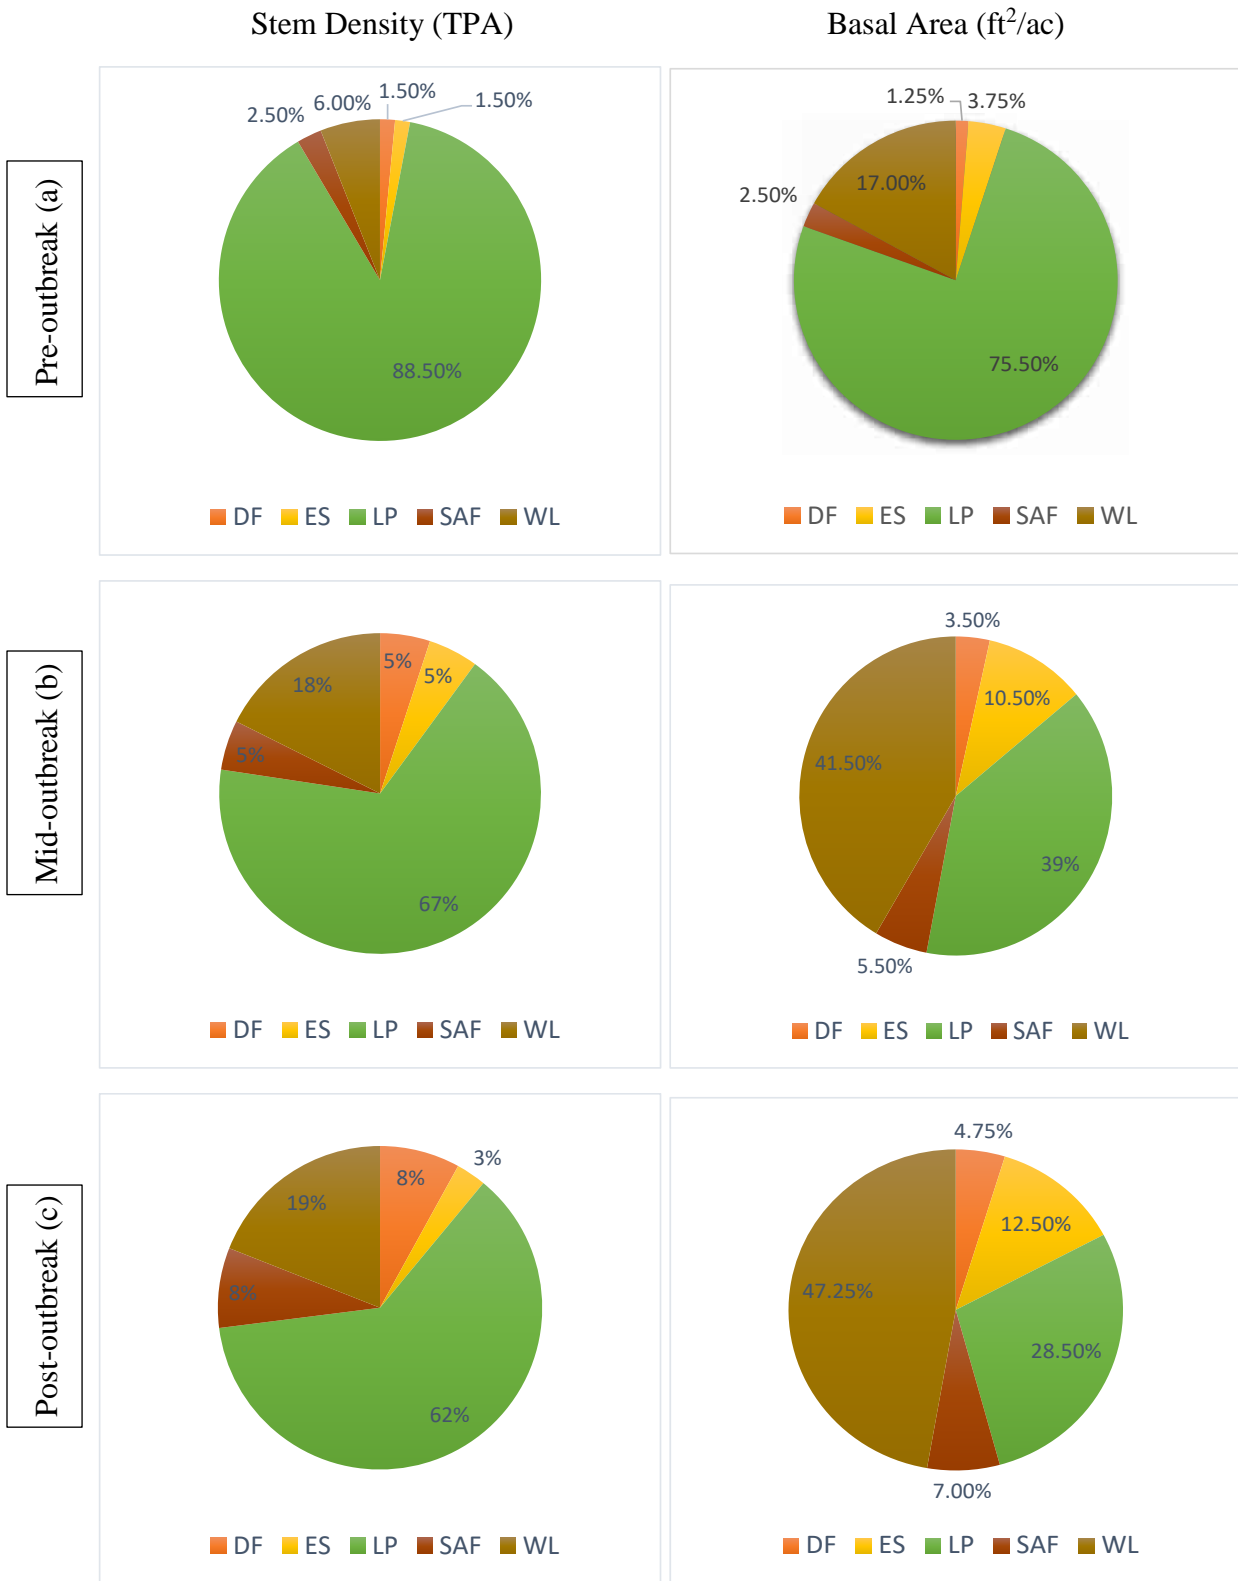 Stem Density (TPA)
Basal Area (ft²/ac)
Pre-outbreak (a)
2.50%
6.00%
1.50%
1.50%
88.50%
DF ES LP SAF WL
1.25%
3.75%
17.00%
2.50%
75.50%
DF ES LP SAF WL
Mid-outbreak (b)
5%
5%
18%
5%
67%
DF ES LP SAF WL
3.50%
10.50%
41.50%
39%
5.50%
DF ES LP SAF WL
Post-outbreak (c)
3%
8%
19%
8%
62%
DF ES LP SAF WL
4.75%
12.50%
47.25%
28.50%
7.00%
DF ES LP SAF WL